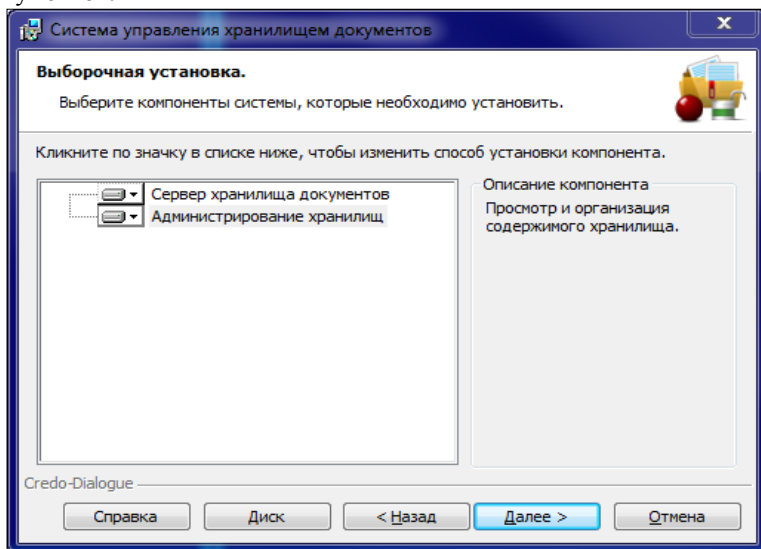 Система управления хранилищем документов
Выборочная установка.
Выберите компоненты системы, которые необходимо установить.
Кликните по значку в списке ниже, чтобы изменить способ установки компонента.
Сервер хранилища документов
Администрирование хранилищ
Описание компонента
Просмотр и организация
содержимого хранилища.
Credo-Dialogue
Справка
Диск
< Назад
Далее >
Отмена